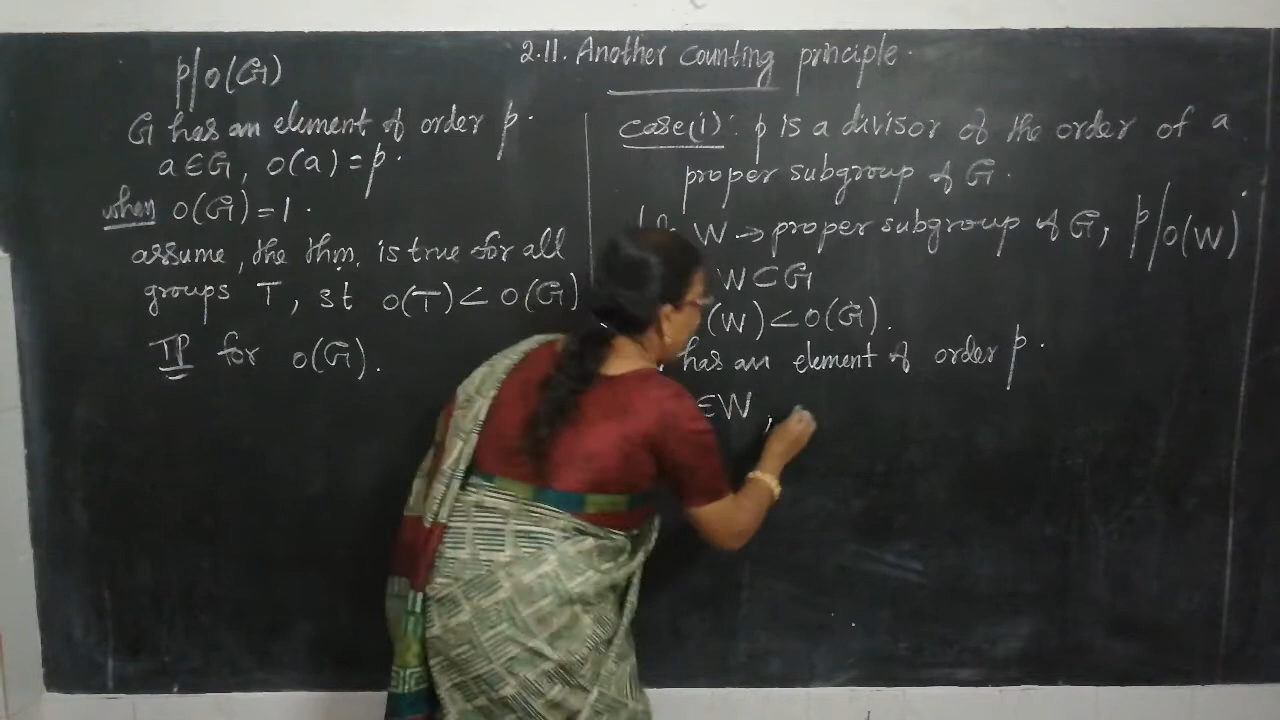 2.11. Another counting principle.
p/o(G)
G has an element of order p.
a∈G, o(a)=p.
when o(G)=1.
assume, the thm. is true for all
groups T, st o(T)<o(G)
TP for o(G).
case(i): p is a divisor of the order of a
proper subgroup of G.
W → proper subgroup of G, p/o(W)
W⊂G
(W)<o(G).
has an element of order p.
∈W,